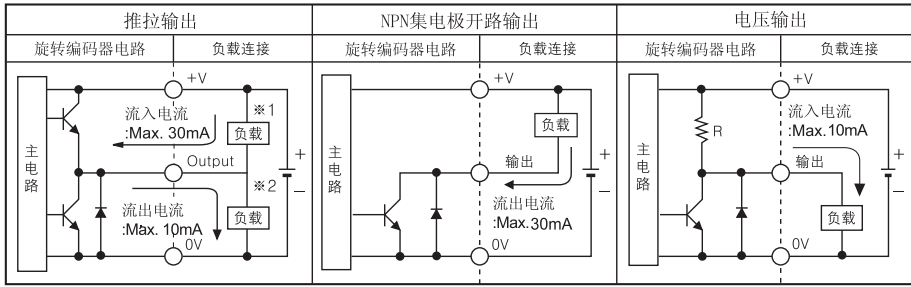 推拉输出
NPN集电极开路输出
电压输出
旋转编码器电路
负载连接
旋转编码器电路
负载连接
旋转编码器电路
负载连接
主电路
+V
流入电流
:Max. 30mA
※1
负载
Output
※2
流出电流
:Max. 10mA
负载
0V
+
−
主电路
+V
负载
输出
流出电流
:Max.30mA
0V
+
−
主电路
+V
R
流入电流
:Max.10mA
输出
负载
0V
+
−